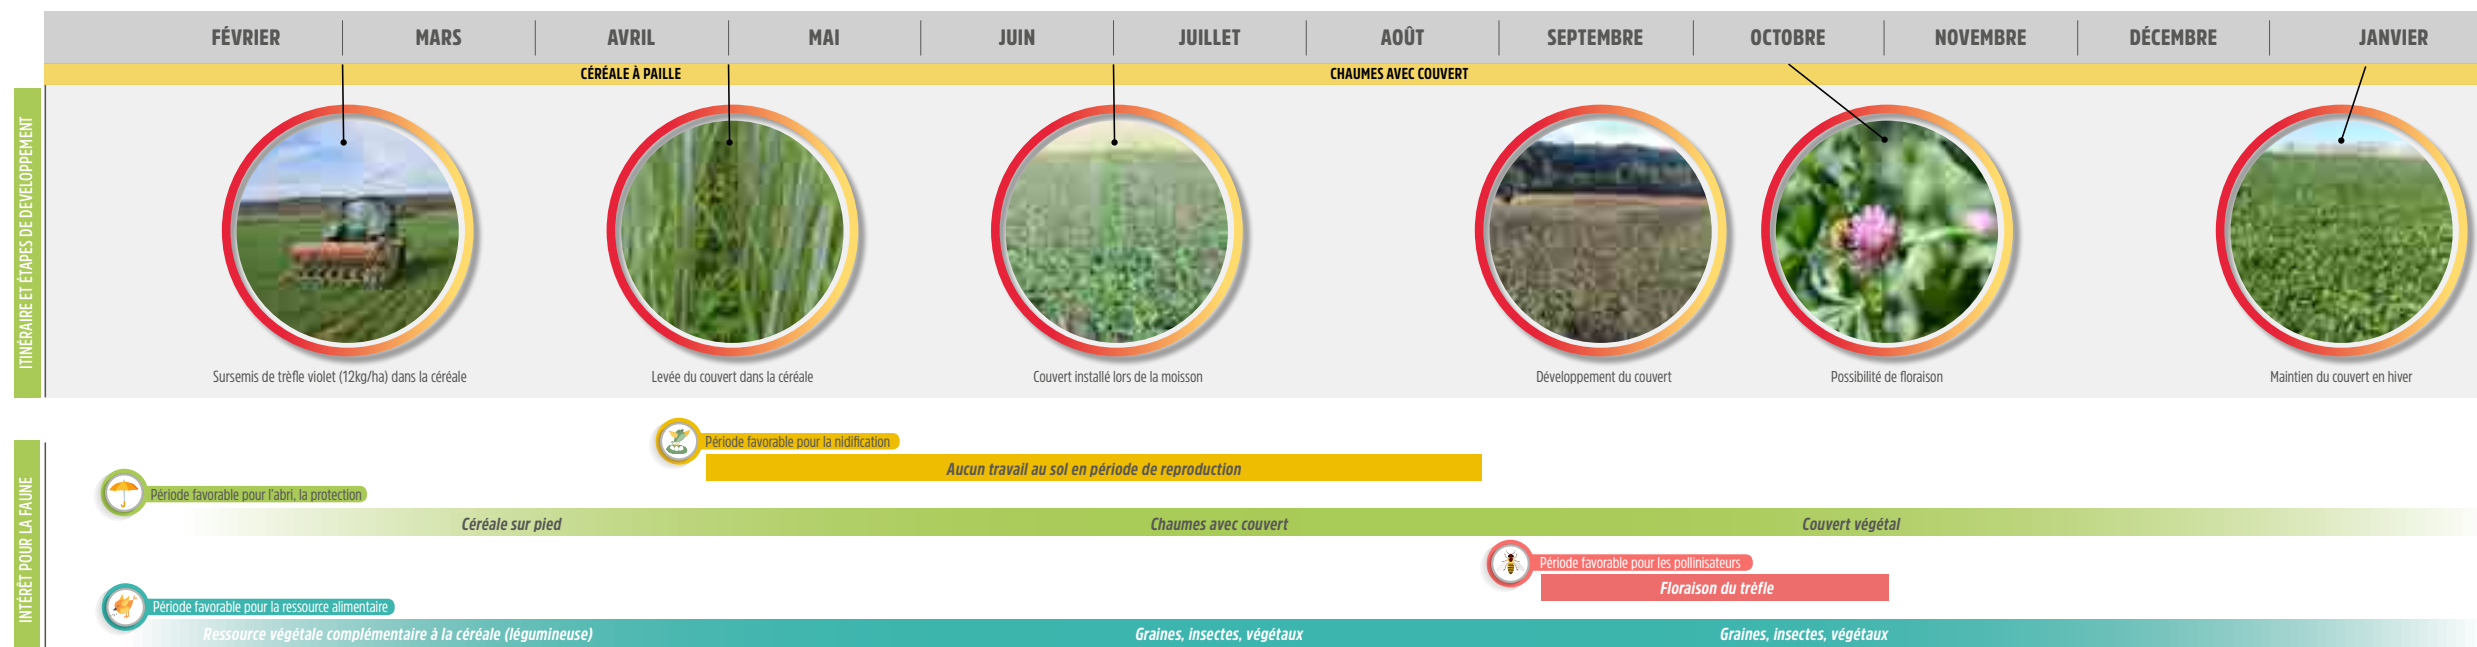 FÉVRIER
MARS
AVRIL
MAI
JUIN
JUILLET
AOÛT
SEPTEMBRE
OCTOBRE
NOVEMBRE
DÉCEMBRE
JANVIER
CÉRÉALE À PAILLE
CHAUMES AVEC COUVERT
ITINÉRAIRE ET ÉTAPES DE DEVELOPPEMENT
Sursemis de trèfle violet (12kg/ha) dans la céréale
Levée du couvert dans la céréale
Couvert installé lors de la moisson
Développement du couvert
Possibilité de floraison
Maintien du couvert en hiver
INTÉRÊT POUR LA FAUNE
Période favorable pour la nidification
Aucun travail au sol en période de reproduction
Période favorable pour l'abri, la protection
Céréale sur pied
Chaumes avec couvert
Couvert végétal
Période favorable pour les pollinisateurs
Floraison du trèfle
Période favorable pour la ressource alimentaire
Ressource végétale complémentaire à la céréale (légumineuse)
Graines, insectes, végétaux
Graines, insectes, végétaux